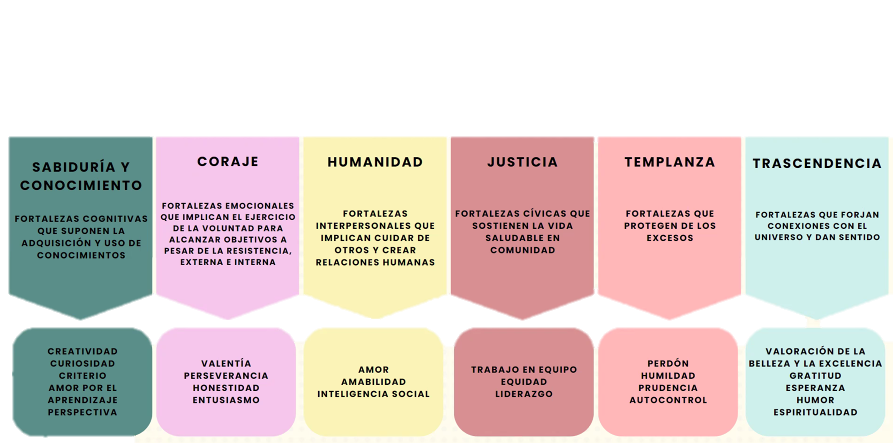 SABIDURÍA Y
CONOCIMIENTO
FORTALEZAS COGNITIVAS
QUE SUPONEN LA
ADQUISICIÓN Y USO DE
CONOCIMIENTOS
CORAJE
FORTALEZAS EMOCIONALES
QUE IMPLICAN EL EJERCICIO
DE LA VOLUNTAD PARA
ALCANZAR OBJETIVOS A
PESAR DE LA RESISTENCIA,
EXTERNA E INTERNA
HUMANIDAD
FORTALEZAS
INTERPERSONALES QUE
IMPLICAN CUIDAR DE
OTROS Y CREAR
RELACIONES HUMANAS
JUSTICIA
FORTALEZAS CÍVICAS QUE
SOSTIENEN LA VIDA
SALUDABLE EN
COMUNIDAD
TEMPLANZA
FORTALEZAS QUE
PROTEGEN DE LOS
EXCESOS
TRASCENDENCIA
FORTALEZAS QUE FORJAN
CONEXIONES CON EL
UNIVERSO Y DAN SENTIDO
CREATIVIDAD
CURIOSIDAD
CRITERIO
AMOR POR EL
APRENDIZAJE
PERSPECTIVA
VALENTÍA
PERSEVERANCIA
HONESTIDAD
ENTUSIASMO
AMOR
AMABILIDAD
INTELIGENCIA SOCIAL
TRABAJO EN EQUIPO
EQUIDAD
LIDERAZGO
PERDÓN
HUMILDAD
PRUDENCIA
AUTOCONTROL
VALORACIÓN DE LA
BELLEZA Y LA EXCELENCIA
GRATITUD
ESPERANZA
HUMOR
ESPIRITUALIDAD